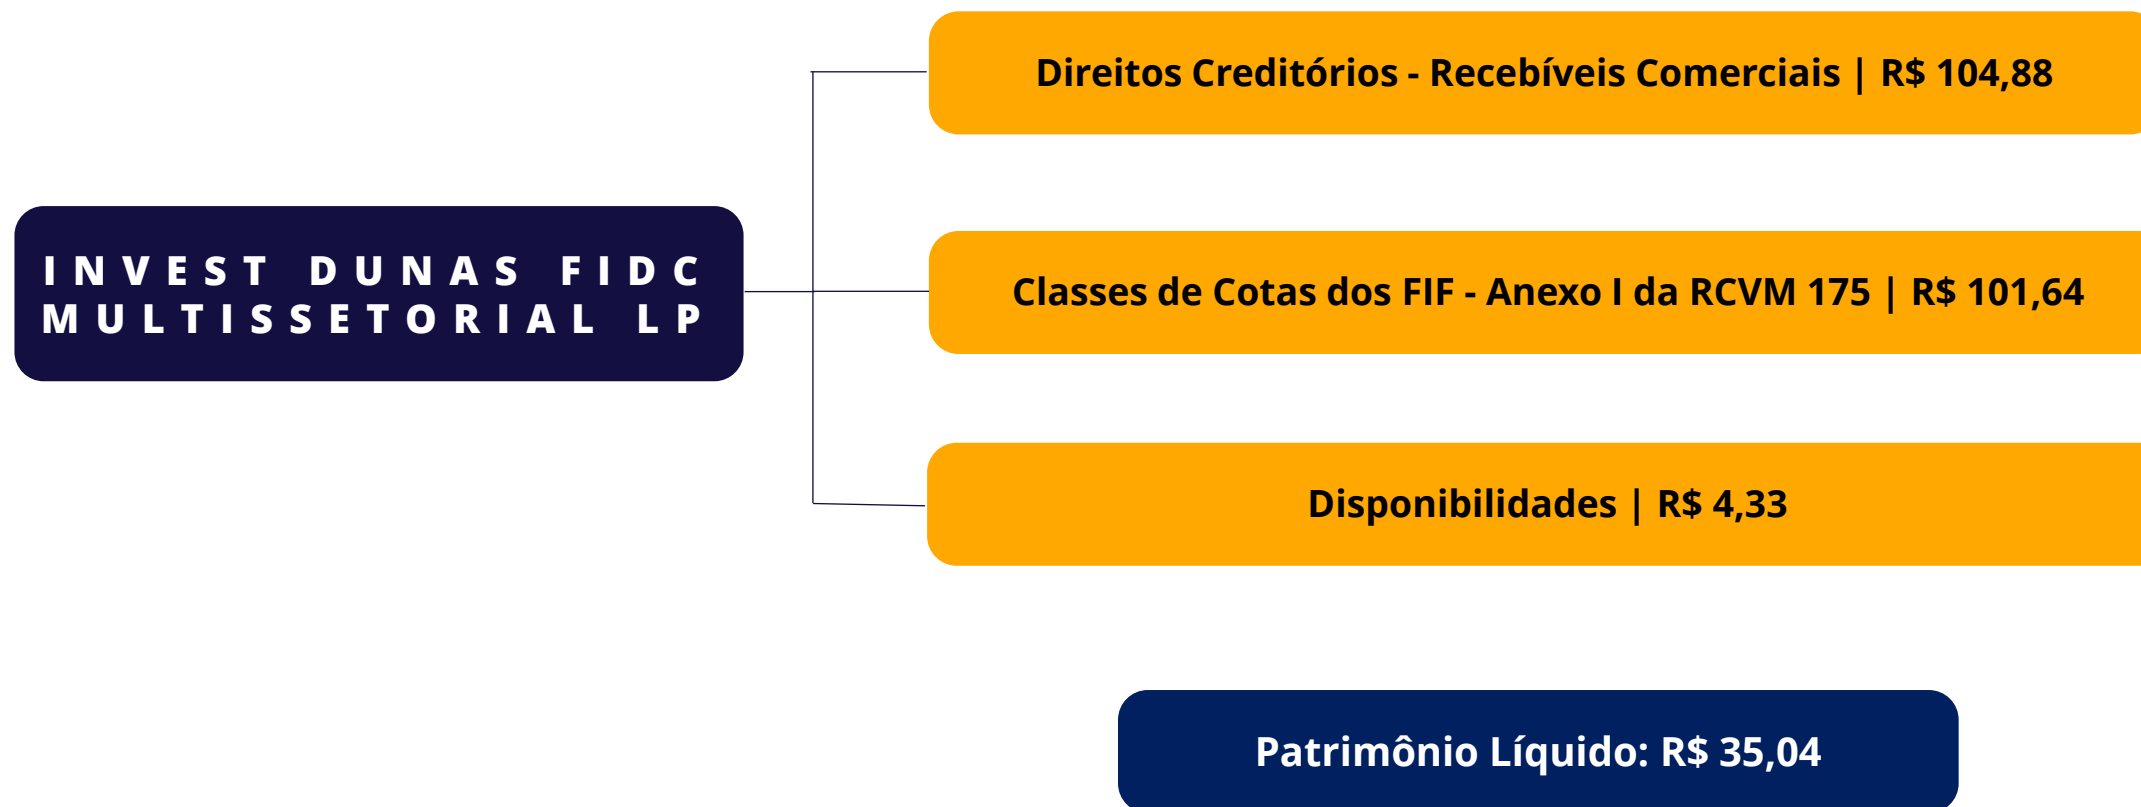 INVEST DUNAS FIDC
MULTISSETORIAL LP
Direitos Creditórios - Recebíveis Comerciais | R$ 104,88
Classes de Cotas dos FIF - Anexo I da RCVM 175 | R$ 101,64
Disponibilidades | R$ 4,33
Patrimônio Líquido: R$ 35,04